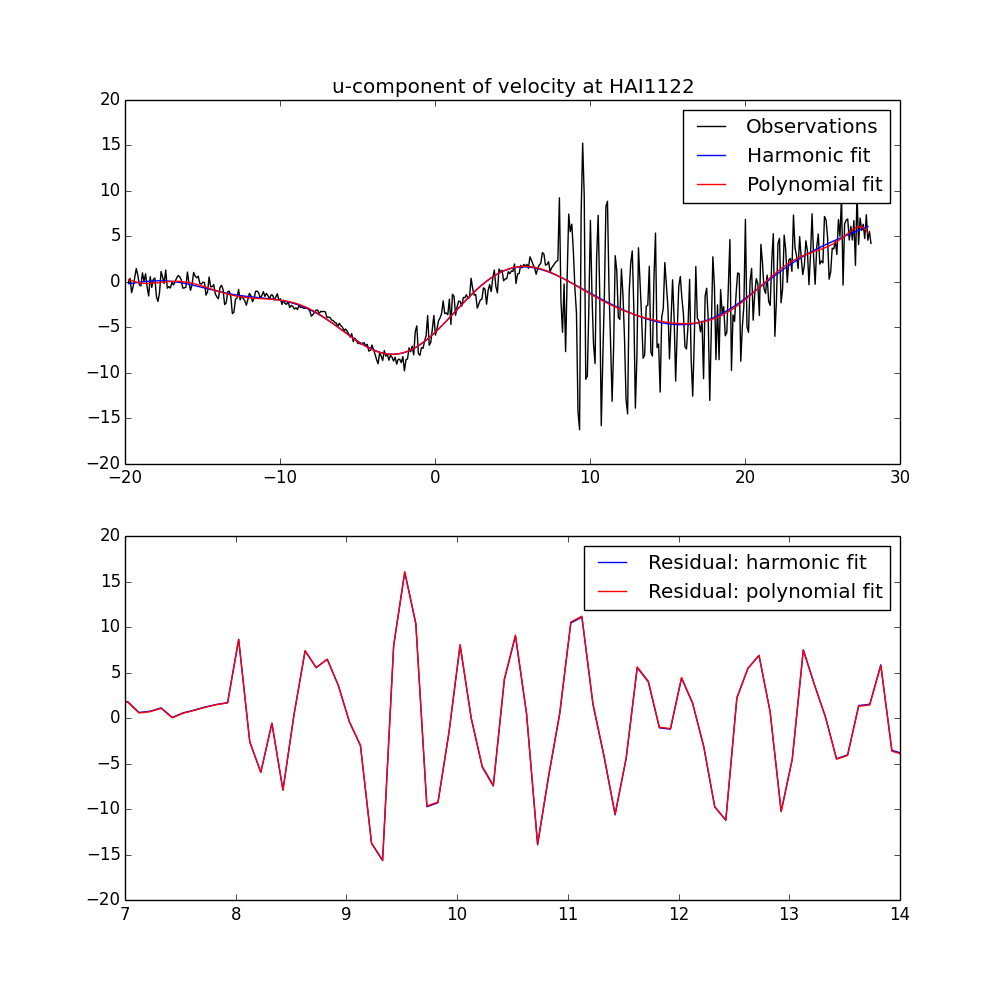 u-component of velocity at HAI1122
20
15
10
5
0
−5
−10
−15
−20
−20 −10 0 10 20 30
Observations
Harmonic fit
Polynomial fit
20
15
10
5
0
−5
−10
−15
−20
7 8 9 10 11 12 13 14
Residual: harmonic fit
Residual: polynomial fit